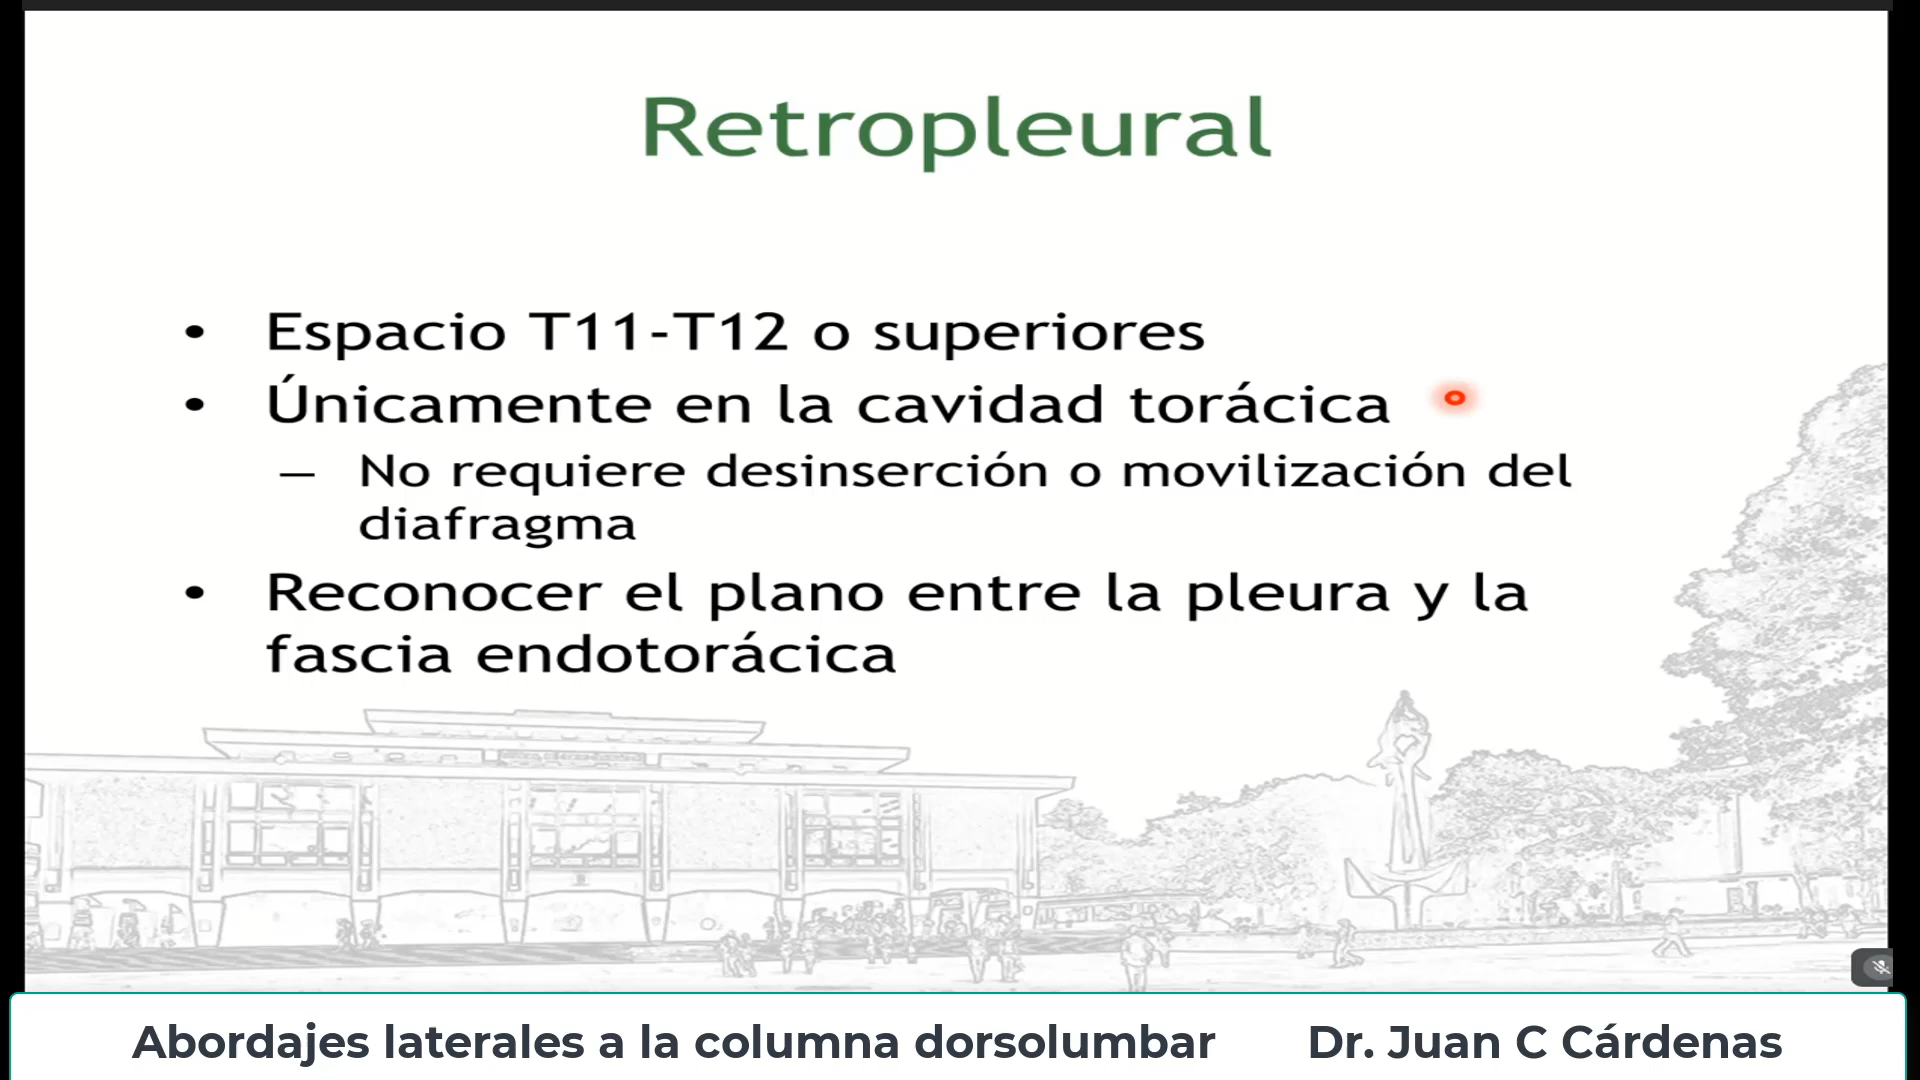 Retropleural
• Espacio T11-T12 o superiores
• Únicamente en la cavidad torácica
– No requiere desinserción o movilización del
diafragma
• Reconocer el plano entre la pleura y la
fascia endotorácica
Abordajes laterales a la columna dorsolumbar Dr. Juan C Cárdenas